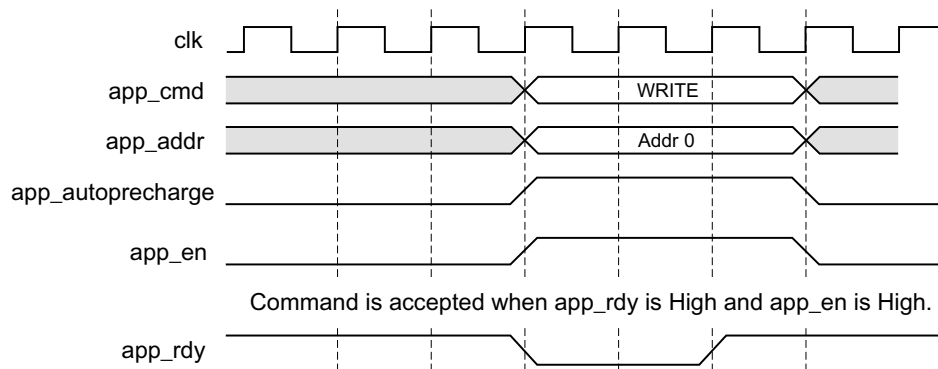 clk
app_cmd
WRITE
app_addr
Addr 0
app_autoprecharge
app_en
Command is accepted when app_rdy is High and app_en is High.
app_rdy